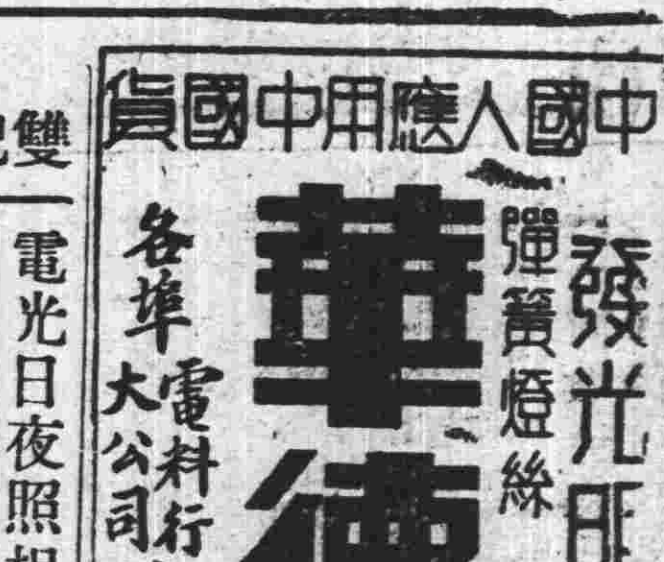 中國人應用中國貨
發光
彈簧燈絲
華德
各埠
電料行
大公司
雙
電光日夜照